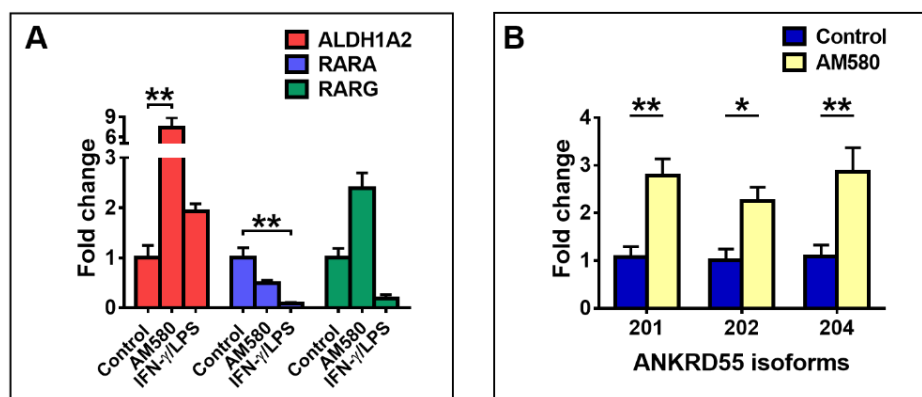 A
ALDH1A2
RARA
RARG
**
**
Fold change
9
6
3
2
1
0
Control
AM580
IFN-γ/LPS
Control
AM580
IFN-γ/LPS
Control
AM580
IFN-γ/LPS
B
Control
AM580
** * **
Fold change
4
3
2
1
0
201 202 204
ANKRD55 isoforms